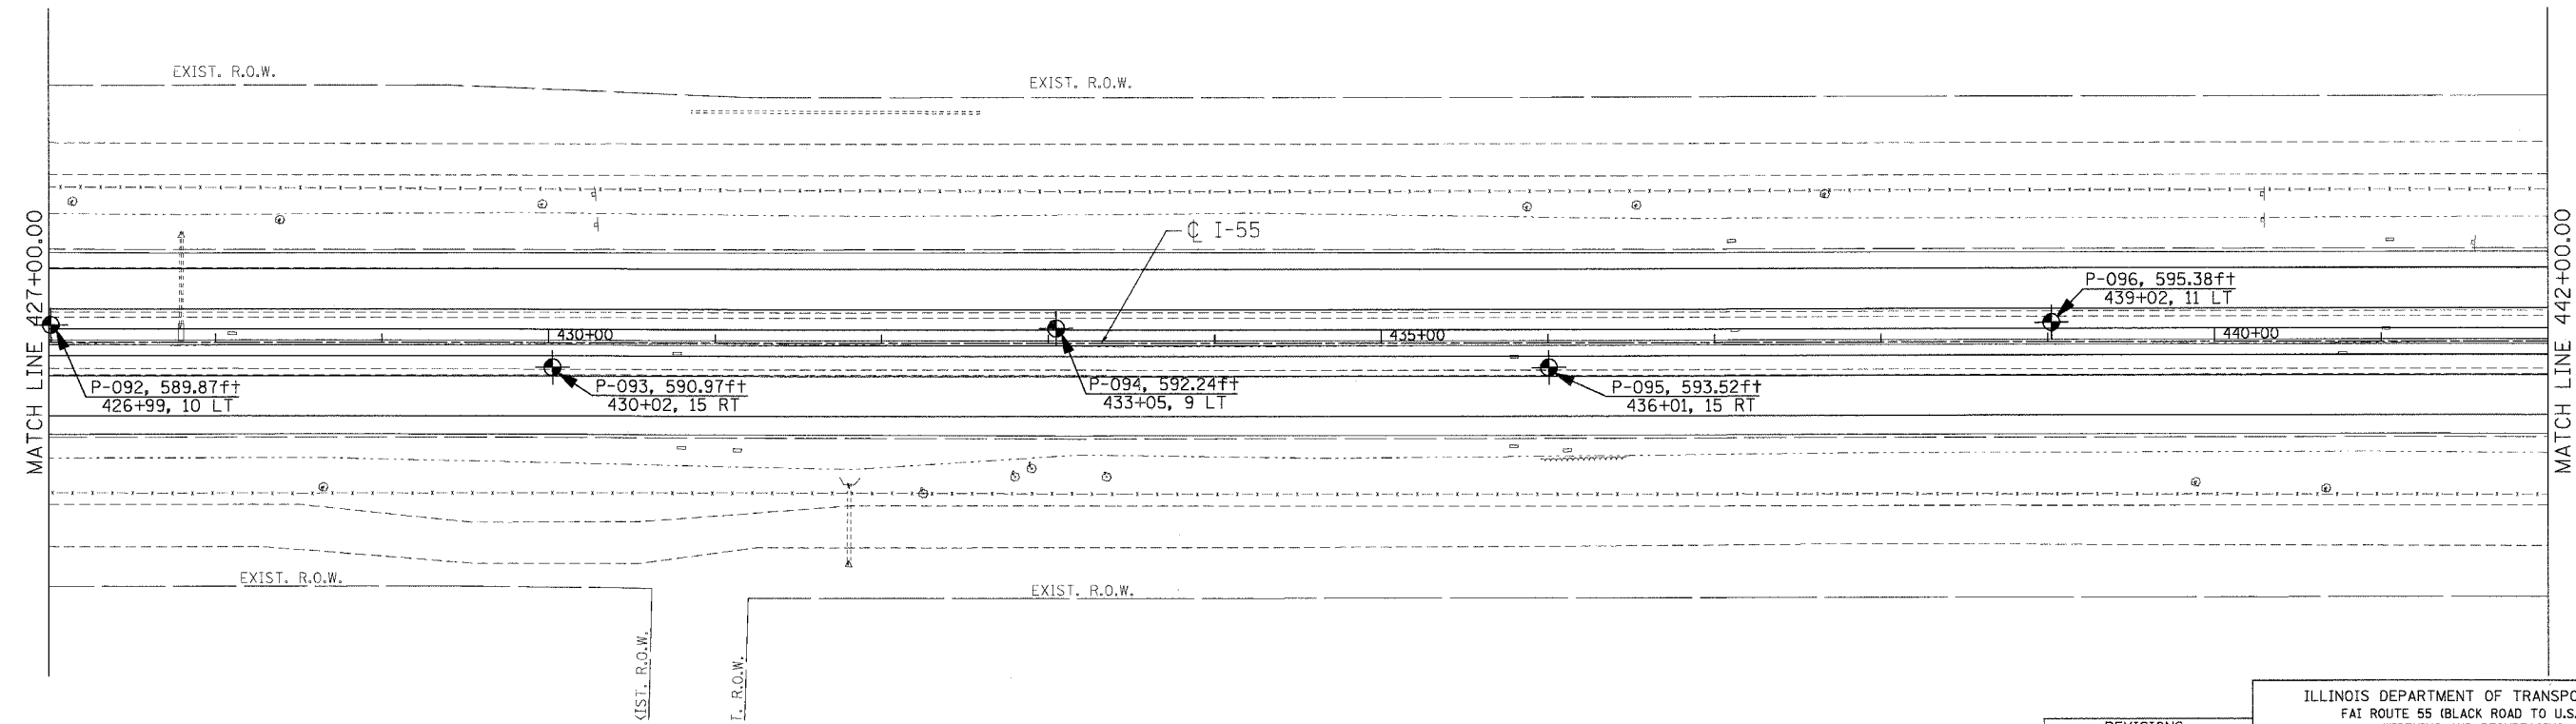 EXIST. R.O.W.
EXIST. R.O.W.
℄ I-55
MATCH LINE 427+00.00
MATCH LINE 442+00.00
P-096, 595.38ft
439+02, 11 LT
430+00
435+00
440+00
P-092, 589.87ft
426+99, 10 LT
P-093, 590.97ft
430+02, 15 RT
P-094, 592.24ft
433+05, 9 LT
P-095, 593.52ft
436+01, 15 RT
EXIST. R.O.W.
EXIST. R.O.W.
XIST. R.O.W.
T. R.O.W.
ILLINOIS DEPARTMENT OF TRANSPO
FAI ROUTE 55 (BLACK ROAD TO U.S.
REVISIONS